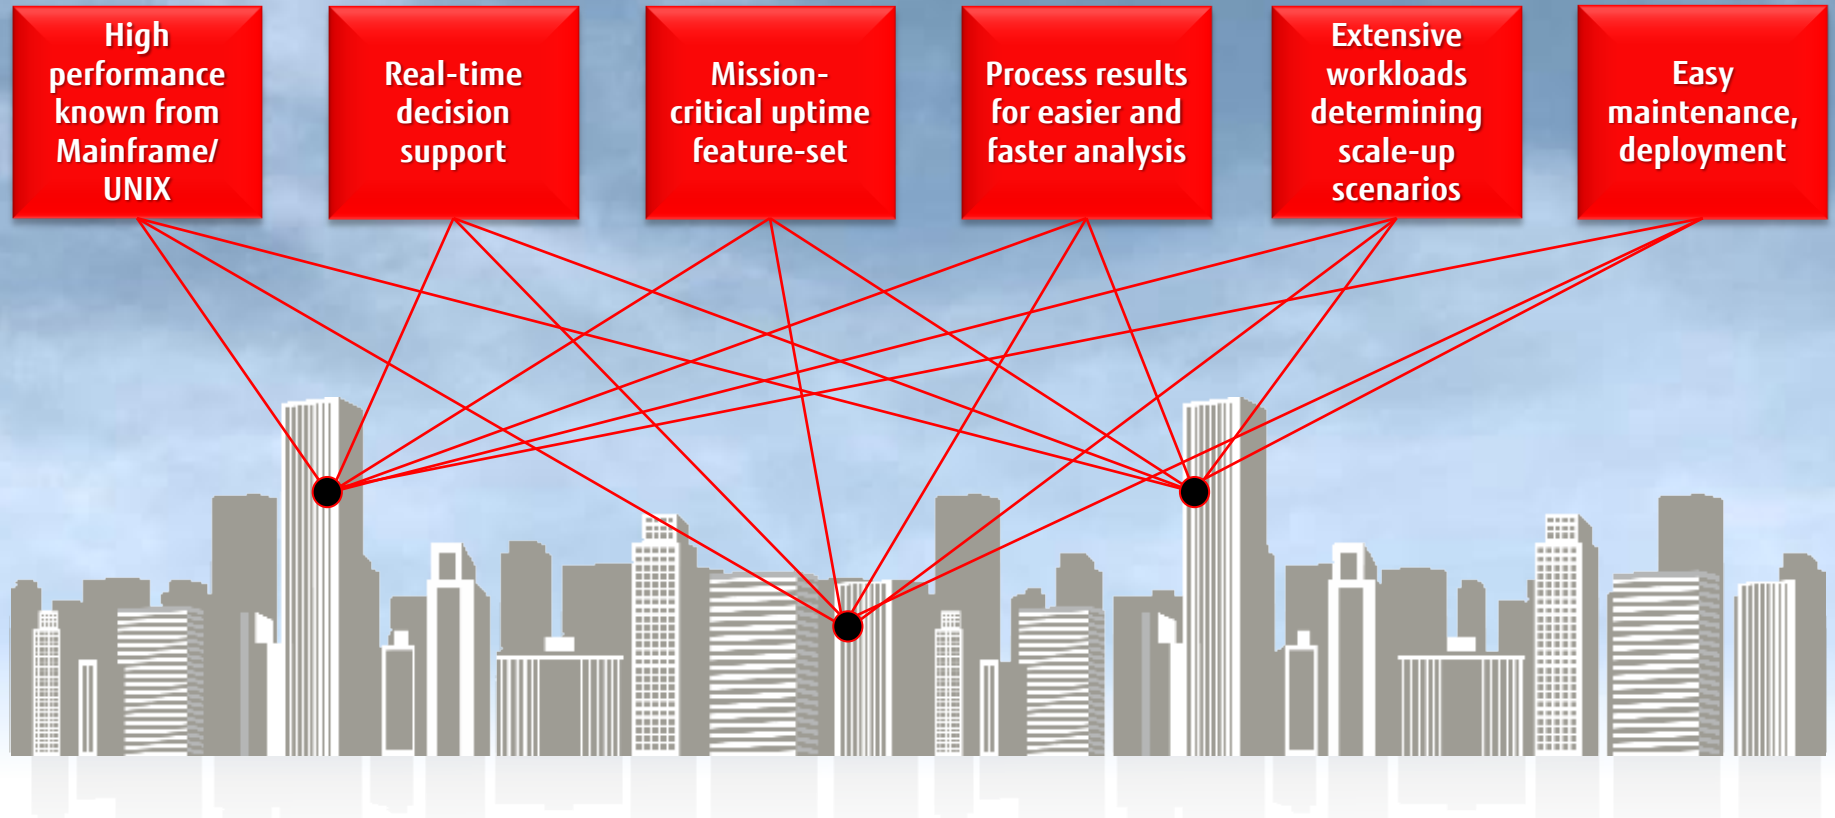 High
performance
known from
Mainframe/
UNIX
Real-time
decision
support
Mission-
critical uptime
feature-set
Process results
for easier and
faster analysis
Extensive
workloads
determining
scale-up
scenarios
Easy
maintenance,
deployment